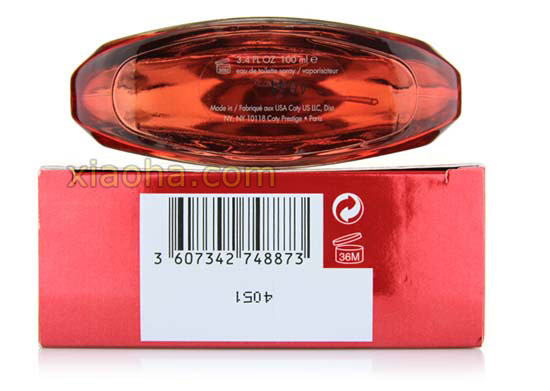 36M
3.4 FL.OZ 100 ml ℮
eau de toilette spray / vaporisateur
Made in / Fabriqué aux USA Coty US LLC, Dist.
NY, NY 10118 Coty Prestige • Paris
xiaoha.com
3 607342 748873
36M
4051